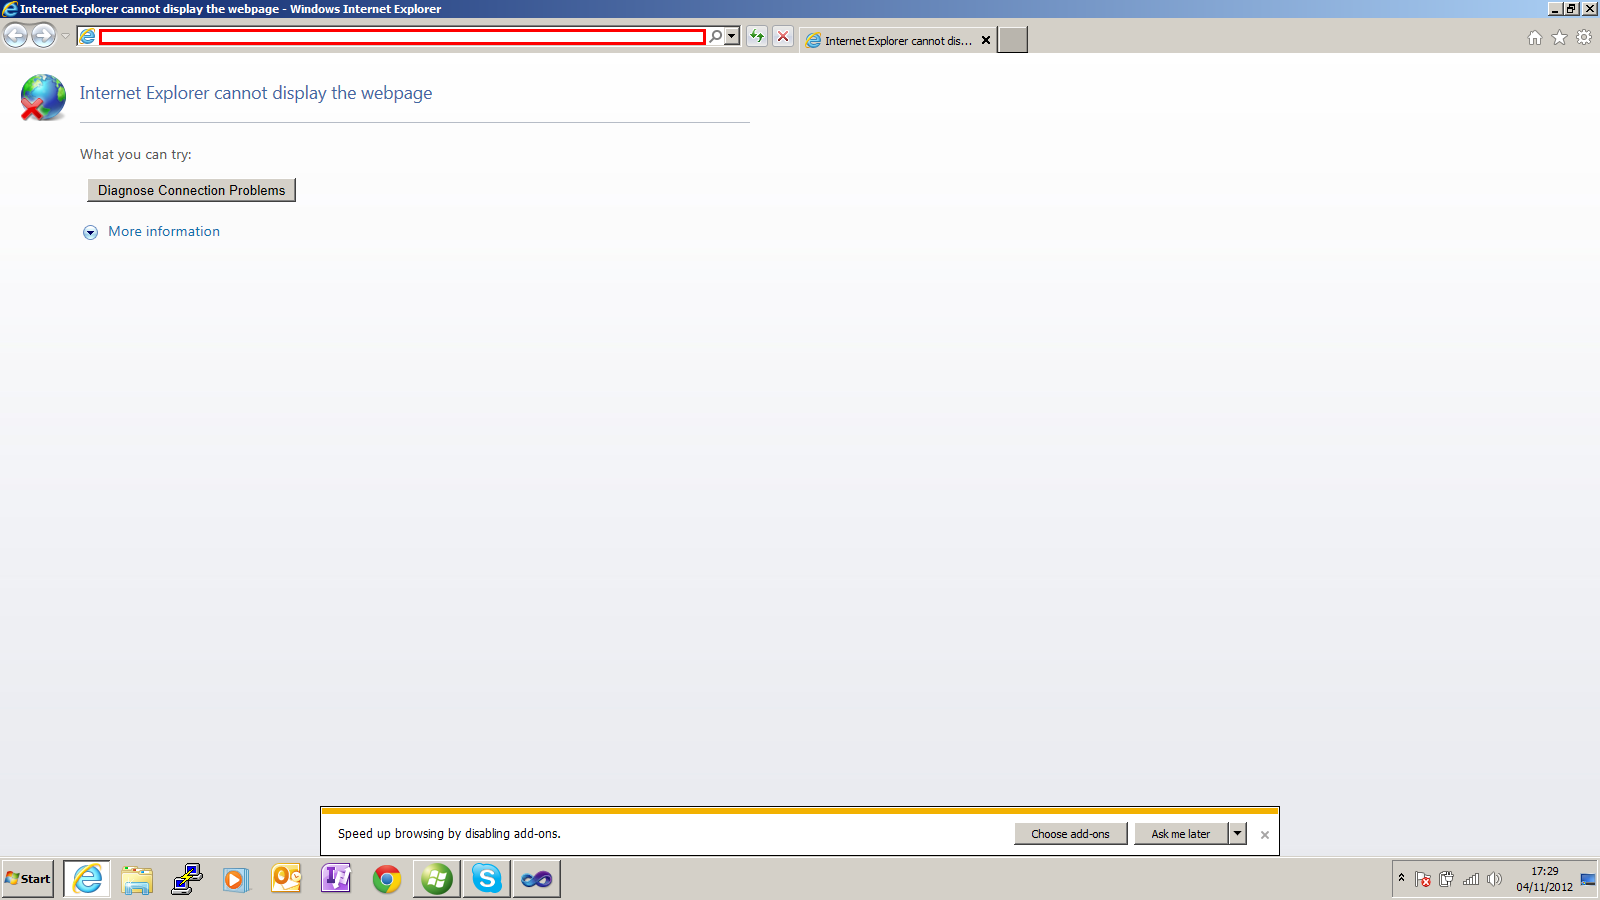 Internet Explorer cannot display the webpage - Windows Internet Explorer
Internet Explorer cannot dis...
Internet Explorer cannot display the webpage
What you can try:
Diagnose Connection Problems
More information
Speed up browsing by disabling add-ons.
Choose add-ons
Ask me later
Start
17:29
04/11/2012